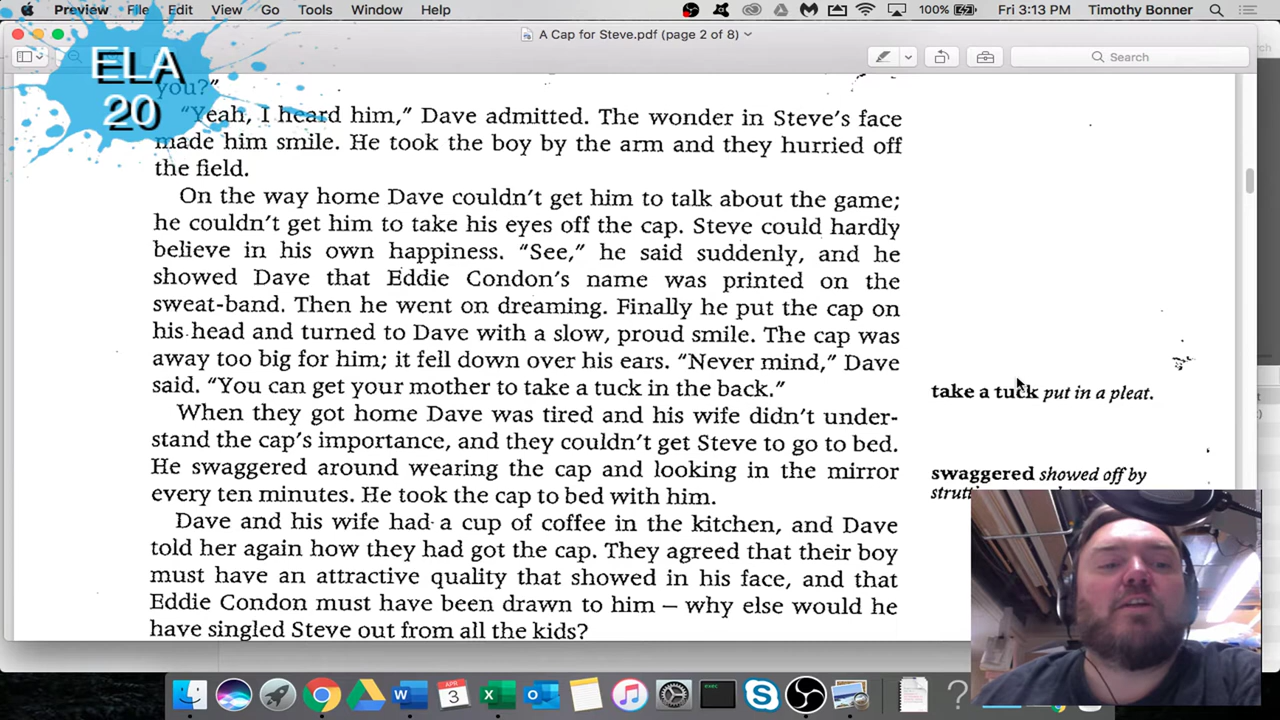 Preview File Edit View Go Tools Window Help 100% Fri 3:13 PM Timothy Bonner
A Cap for Steve.pdf (page 2 of 8)
Search
ELA
20
you?"
"Yeah, I heard him," Dave admitted. The wonder in Steve's face
made him smile. He took the boy by the arm and they hurried off
the field.
On the way home Dave couldn't get him to talk about the game;
he couldn't get him to take his eyes off the cap. Steve could hardly
believe in his own happiness. "See," he said suddenly, and he
showed Dave that Eddie Condon's name was printed on the
sweat-band. Then he went on dreaming. Finally he put the cap on
his head and turned to Dave with a slow, proud smile. The cap was
away too big for him; it fell down over his ears. "Never mind," Dave
said. "You can get your mother to take a tuck in the back."
take a tuck put in a pleat.
When they got home Dave was tired and his wife didn't under-
stand the cap's importance, and they couldn't get Steve to go to bed.
He swaggered around wearing the cap and looking in the mirror
every ten minutes. He took the cap to bed with him.
swaggered showed off by
Dave and his wife had a cup of coffee in the kitchen, and Dave
told her again how they had got the cap. They agreed that their boy
must have an attractive quality that showed in his face, and that
Eddie Condon must have been drawn to him – why else would he
have singled Steve out from all the kids?
APR
3